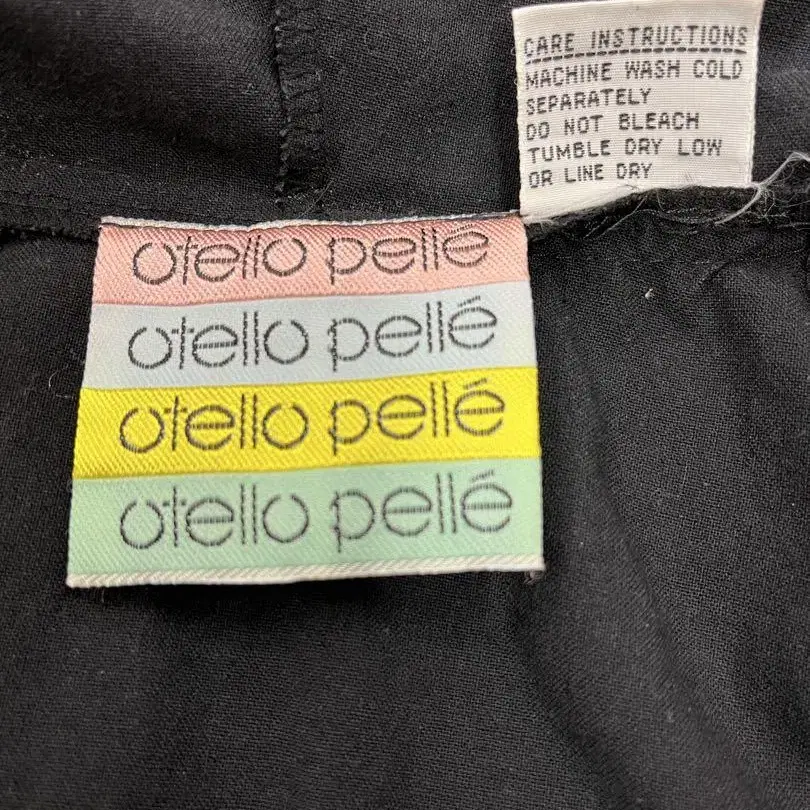 CARE INSTRUCTIONS
MACHINE WASH COLD
SEPARATELY
DO NOT BLEACH
TUMBLE DRY LOW
OR LINE DRY
otello pellé
otello pellé
otello pellé
otello pellé